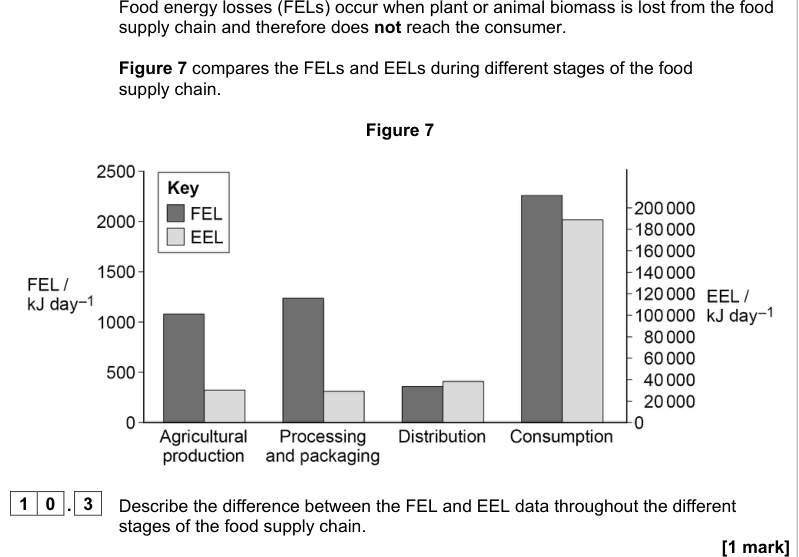 Food energy losses (FELs) occur when plant or animal biomass is lost from the food
supply chain and therefore does not reach the consumer.
Figure 7 compares the FELs and EELs during different stages of the food
supply chain.
Figure 7
Key
FEL
EEL
FEL /
kJ day–1
2500
2000
1500
1000
500
0
200 000
180 000
160 000
140 000
120 000
100 000
80 000
60 000
40 000
20 000
0
EEL /
kJ day–1
Agricultural
production
Processing
and packaging
Distribution
Consumption
1 0 . 3
Describe the difference between the FEL and EEL data throughout the different
stages of the food supply chain.
[1 mark]